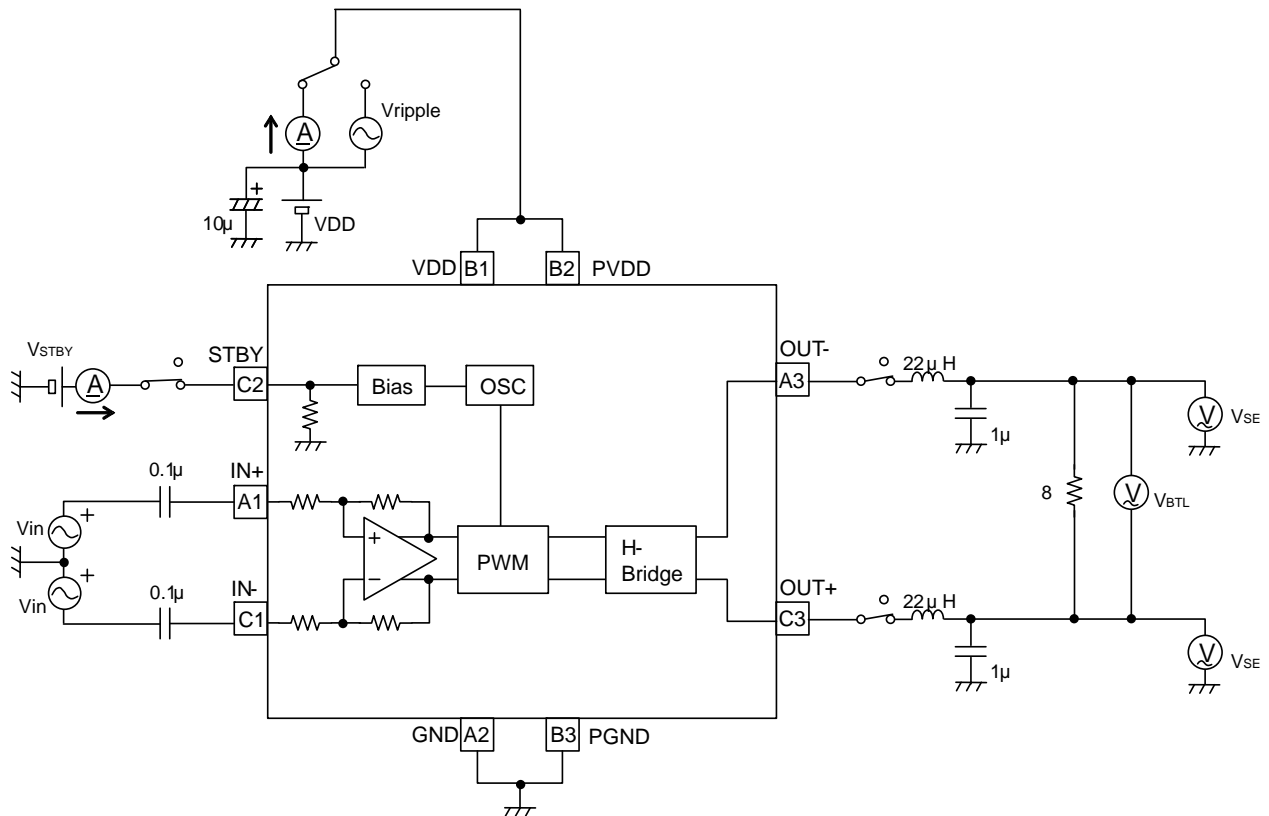 Vripple
A
+
10µ
VDD
VDD B1 B2 PVDD
VSTBY
A
STBY
C2
Bias
OSC
OUT-
A3
22µH
1µ
V
VSE
0.1µ
IN+
A1
Vin
+
+
Vin
0.1µ
IN-
C1
+
−
PWM
H-
Bridge
8
V
VBTL
OUT+
C3
22µH
1µ
V
VSE
GND A2 B3 PGND